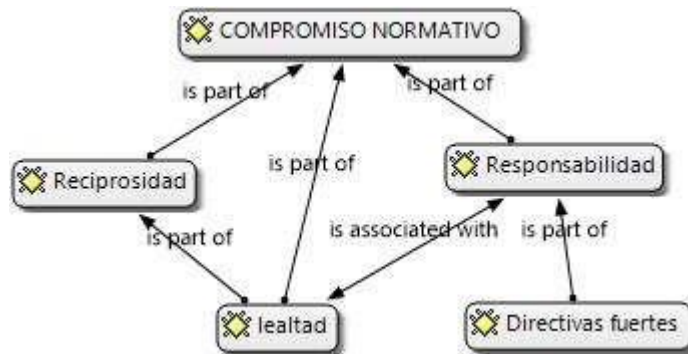 COMPROMISO NORMATIVO
is part of
is part of
is part of
Reciprosidad
Responsabilidad
is part of
is associated with
is part of
lealtad
Directivas fuertes